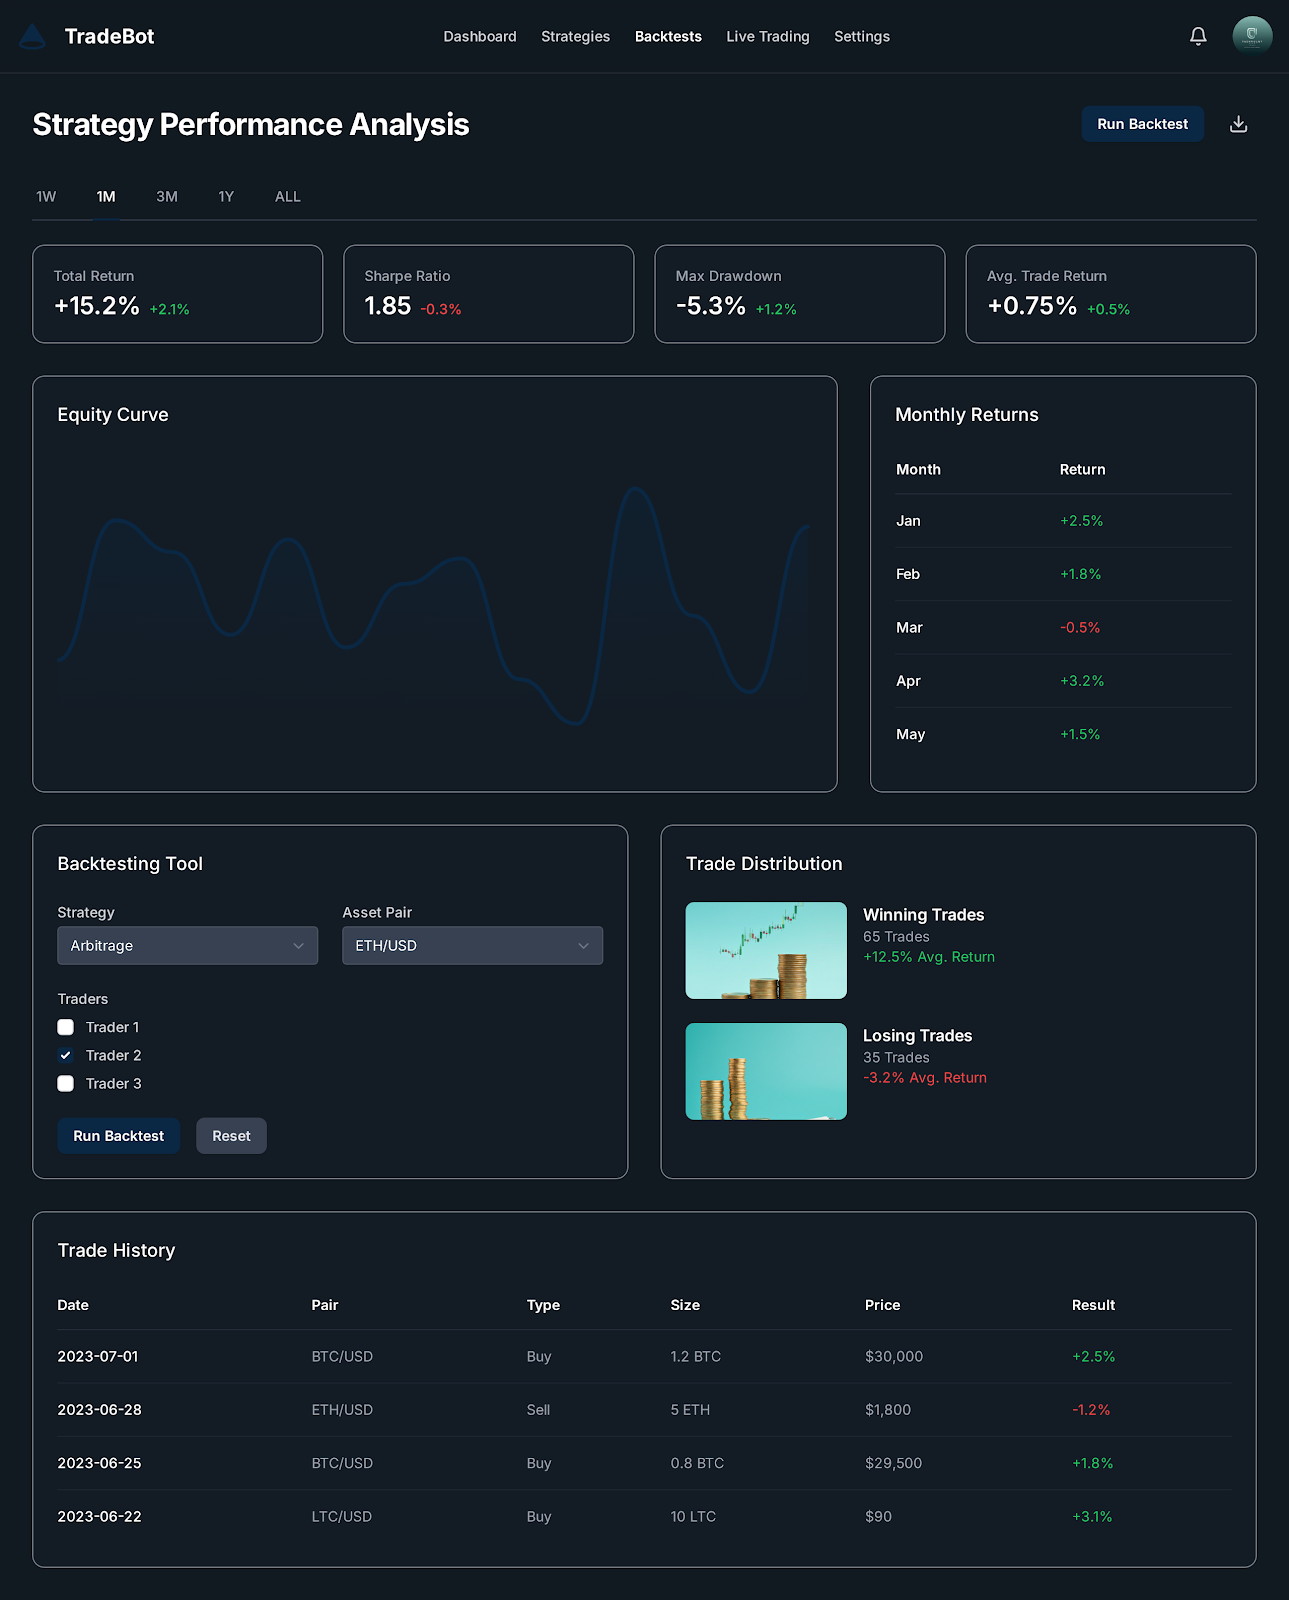 TradeBot
Dashboard Strategies Backtests Live Trading Settings
Strategy Performance Analysis
Run Backtest
1W 1M 3M 1Y ALL
Total Return
+15.2% +2.1%
Sharpe Ratio
1.85 -0.3%
Max Drawdown
-5.3% +1.2%
Avg. Trade Return
+0.75% +0.5%
Equity Curve
Monthly Returns
Month Return
Jan +2.5%
Feb +1.8%
Mar -0.5%
Apr +3.2%
May +1.5%
Backtesting Tool
Strategy
Arbitrage
Asset Pair
ETH/USD
Traders
Trader 1
Trader 2
Trader 3
Run Backtest Reset
Trade Distribution
Winning Trades
65 Trades
+12.5% Avg. Return
Losing Trades
35 Trades
-3.2% Avg. Return
Trade History
Date Pair Type Size Price Result
2023-07-01 BTC/USD Buy 1.2 BTC $30,000 +2.5%
2023-06-28 ETH/USD Sell 5 ETH $1,800 -1.2%
2023-06-25 BTC/USD Buy 0.8 BTC $29,500 +1.8%
2023-06-22 LTC/USD Buy 10 LTC $90 +3.1%